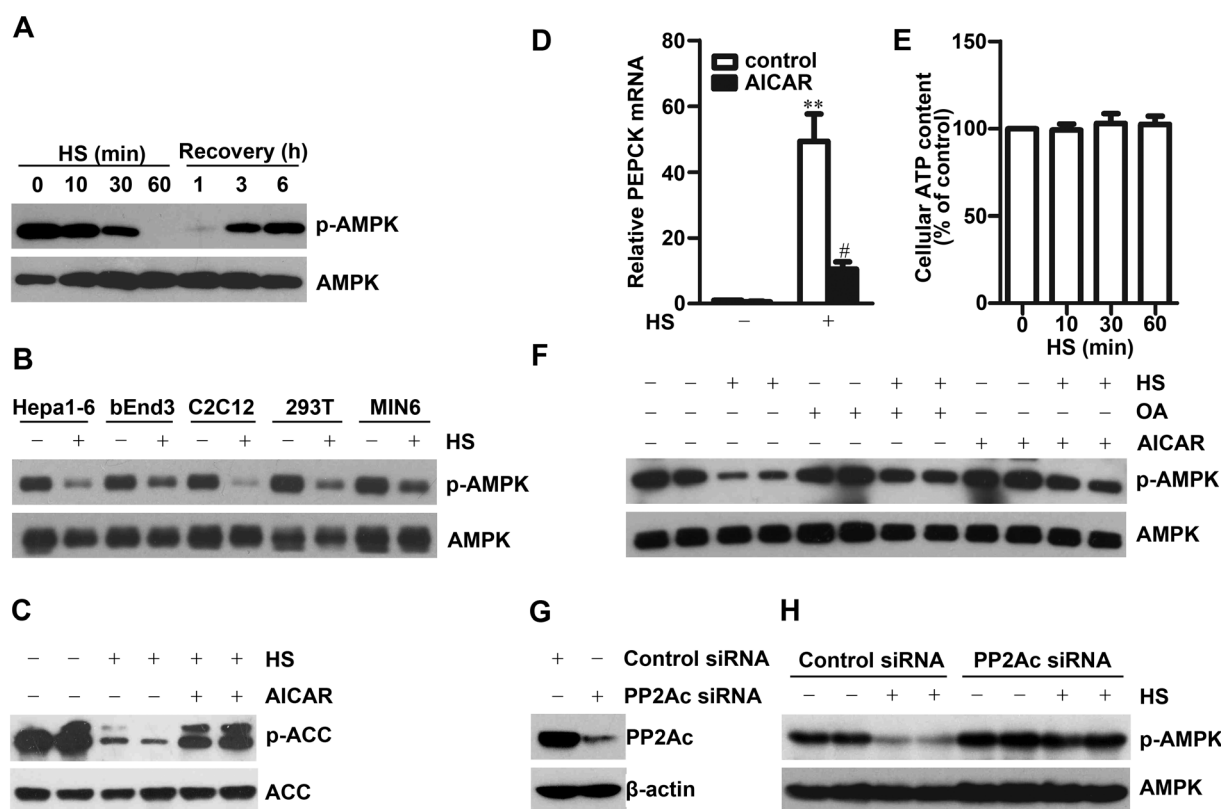 A
HS (min) Recovery (h)
0 10 30 60 1 3 6
p-AMPK
AMPK
B
Hepa1-6 bEnd3 C2C12 293T MIN6
– + – + – + – + – + HS
p-AMPK
AMPK
C
– – + + + + HS
– – – – + + AICAR
p-ACC
ACC
D
Relative PEPCK mRNA
80
60
40
20
0
control
AICAR
**
#
HS – +
E
Cellular ATP content
(% of control)
150
100
50
0
0 10 30 60
HS (min)
F
– – + + – – + + – – + + HS
– – – – + + + + – – – – OA
– – – – – – – – + + + + AICAR
p-AMPK
AMPK
G
+ – Control siRNA
– + PP2Ac siRNA
PP2Ac
β-actin
H
Control siRNA PP2Ac siRNA
– – + + – – + + HS
p-AMPK
AMPK